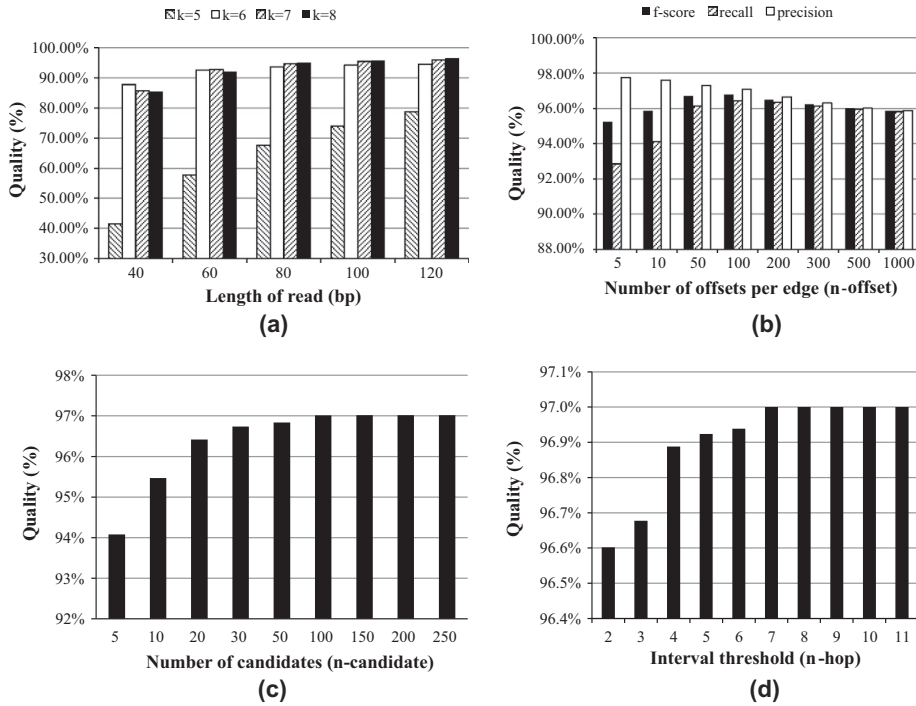 k=5 k=6 k=7 k=8
100.00%
90.00%
80.00%
70.00%
60.00%
50.00%
40.00%
30.00%
Quality (%)
40 60 80 100 120
Length of read (bp)
(a)
f-score recall precision
100.00%
98.00%
96.00%
94.00%
92.00%
90.00%
88.00%
Quality (%)
5 10 50 100 200 300 500 1000
Number of offsets per edge (n-offset)
(b)
98%
97%
96%
95%
94%
93%
92%
Quality (%)
5 10 20 30 50 100 150 200 250
Number of candidates (n-candidate)
(c)
97.1%
97.0%
96.9%
96.8%
96.7%
96.6%
96.5%
96.4%
Quality (%)
2 3 4 5 6 7 8 9 10 11
Interval threshold (n-hop)
(d)